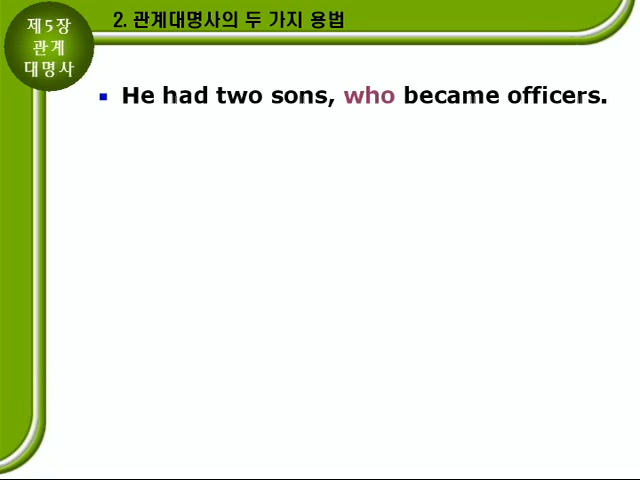 제5장
관계
대명사
2. 관계대명사의 두 가지 용법
He had two sons, who became officers.